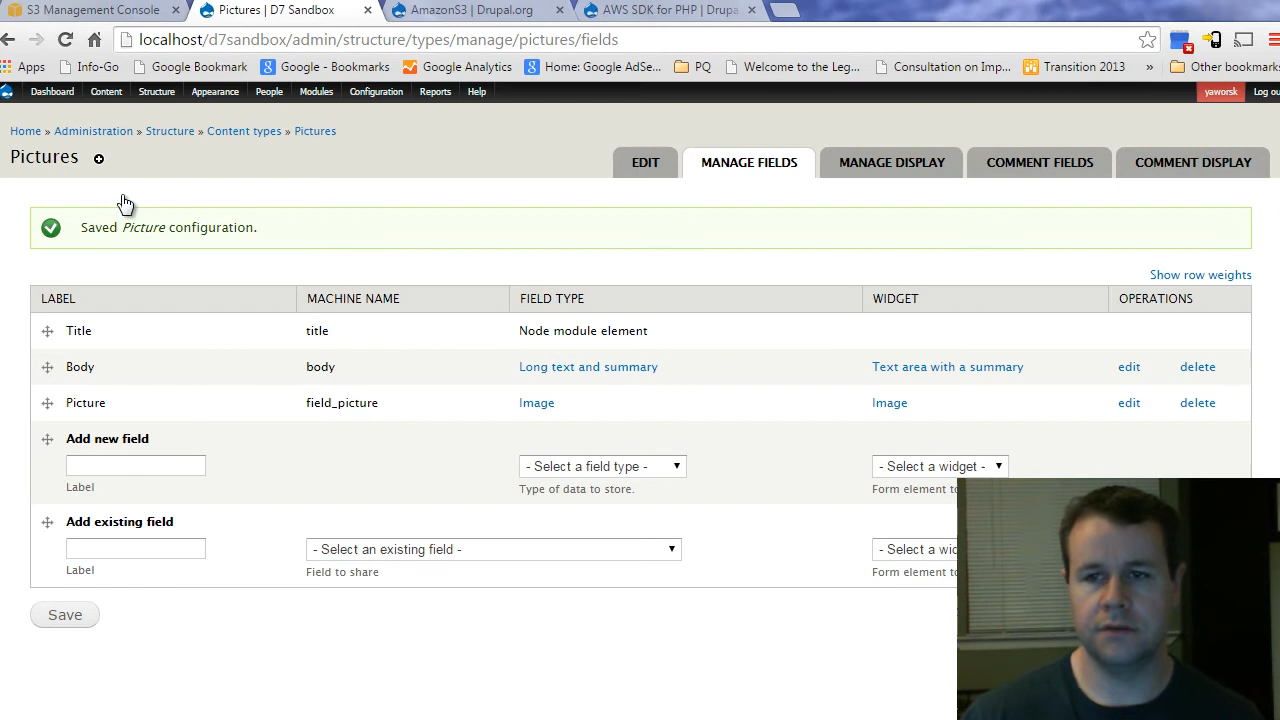 S3 Management Console × Pictures | D7 Sandbox × AmazonS3 | Drupal.org × AWS SDK for PHP | Drupa ×
localhost/d7sandbox/admin/structure/types/manage/pictures/fields
Apps Info-Go Google Bookmark Google - Bookmarks Google Analytics Home: Google AdSe... PQ Welcome to the Leg... Consultation on Imp... Transition 2013 » Other bookmarks
Dashboard Content Structure Appearance People Modules Configuration Reports Help yaworsk Log ou
Home » Administration » Structure » Content types » Pictures
Pictures EDIT MANAGE FIELDS MANAGE DISPLAY COMMENT FIELDS COMMENT DISPLAY
Saved Picture configuration.
Show row weights
LABEL MACHINE NAME FIELD TYPE WIDGET OPERATIONS
Title title Node module element
Body body Long text and summary Text area with a summary edit delete
Picture field_picture Image Image edit delete
Add new field
- Select a field type - - Select a widget -
Label Type of data to store. Form element to
Add existing field
- Select an existing field - - Select a wid
Label Field to share Form element to
Save